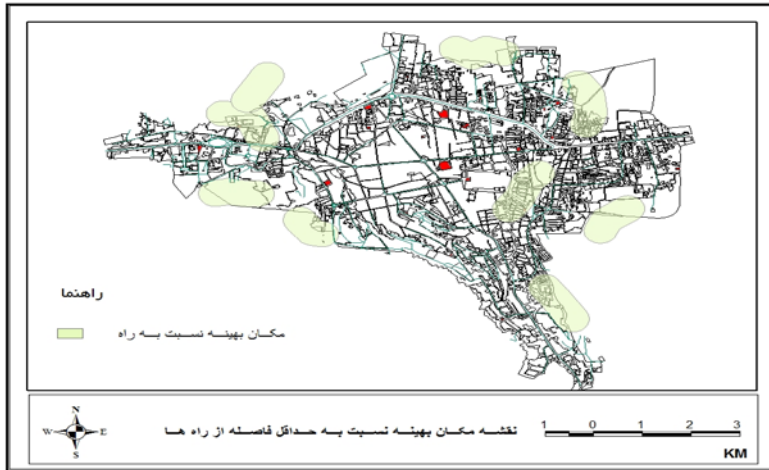 راهنما
مکان بهینه نسبت به راه
N
W E
S
نقشه مکان بهینه نسبت به حداقل فاصله از راه ها
1 0 1 2 3
KM